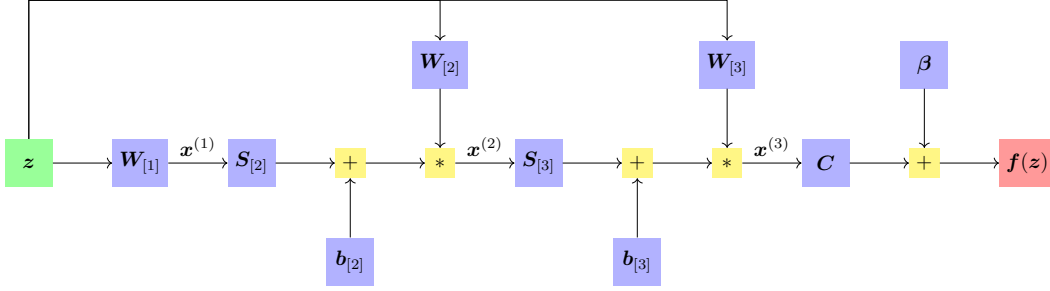 W[2] W[3] β
z W[1] x(1) S[2] + * x(2) S[3] + * x(3) C + f(z)
b[2] b[3]